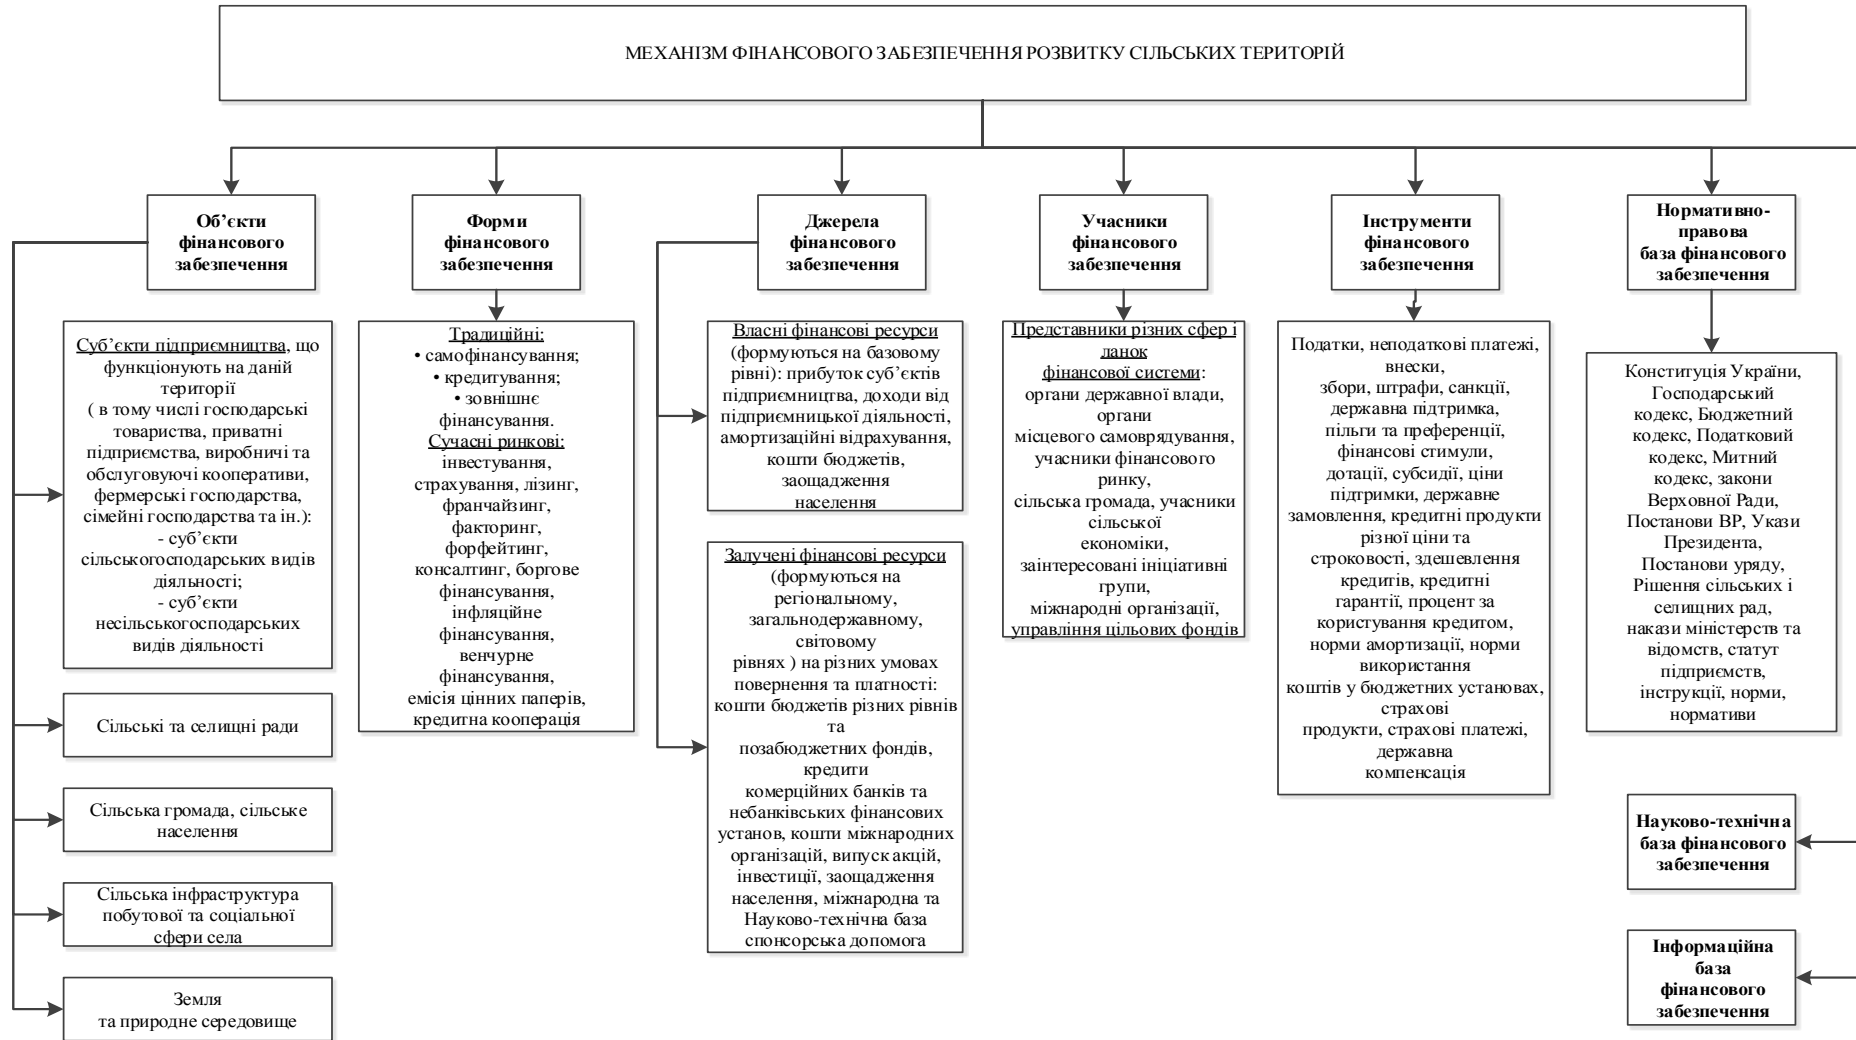 МЕХАНІЗМ ФІНАНСОВОГО ЗАБЕЗПЕЧЕННЯ РОЗВИТКУ СІЛЬСЬКИХ ТЕРИТОРІЙ
Об’єкти
фінансового
забезпечення
Суб’єкти підприємництва, що
функціонують на даній
території
( в тому числі господарські
товариства, приватні
підприємства, виробничі та
обслуговуючі кооперативи,
фермерські господарства,
сімейні господарства та ін.):
- суб’єкти
сільськогосподарських видів
діяльності;
- суб’єкти
несільськогосподарських
видів діяльності
Сільські та селищні ради
Сільська громада, сільське
населення
Сільська інфраструктура
побутової та соціальної
сфери села
Земля
та природне середовище
Форми
фінансового
забезпечення
Традиційні:
• самофінансування;
• кредитування;
• зовнішнє
фінансування.
Сучасні ринкові:
інвестування,
страхування, лізинг,
франчайзинг,
факторинг,
форфейтинг,
консалтинг, боргове
фінансування,
інфляційне
фінансування,
венчурне
фінансування,
емісія цінних паперів,
кредитна кооперація
Джерела
фінансового
забезпечення
Власні фінансові ресурси
(формуються на базовому
рівні): прибуток суб’єктів
підприємництва, доходи від
підприємницької діяльності,
амортизаційні відрахування,
кошти бюджетів,
заощадження
населення
Залучені фінансові ресурси
(формуються на
регіональному,
загальнодержавному,
світовому
рівнях ) на різних умовах
повернення та платності:
кошти бюджетів різних рівнів
та
позабюджетних фондів,
кредити
комерційних банків та
небанківських фінансових
установ, кошти міжнародних
організацій, випуск акцій,
інвестиції, заощадження
населення, міжнародна та
Науково-технічна база
спонсорська допомога
Учасники
фінансового
забезпечення
Представники різних сфер і
ланок
фінансової системи:
органи державної влади,
органи
місцевого самоврядування,
учасники фінансового
ринку,
сільська громада, учасники
сільської
економіки,
заінтересовані ініціативні
групи,
міжнародні організації,
управління цільових фондів
Інструменти
фінансового
забезпечення
Податки, неподаткові платежі,
внески,
збори, штрафи, санкції,
державна підтримка,
пільги та преференції,
фінансові стимули,
дотації, субсидії, ціни
підтримки, державне
замовлення, кредитні продукти
різної ціни та
строковості, здешевлення
кредитів, кредитні
гарантії, процент за
користування кредитом,
норми амортизації, норми
використання
коштів у бюджетних установах,
страхові
продукти, страхові платежі,
державна
компенсація
Нормативно-
правова
база фінансового
забезпечення
Конституція України,
Господарський
кодекс, Бюджетний
кодекс, Податковий
кодекс, Митний
кодекс, закони
Верховної Ради,
Постанови ВР, Укази
Президента,
Постанови уряду,
Рішення сільських і
селищних рад,
накази міністерств та
відомств, статут
підприємств,
інструкції, норми,
нормативи
Науково-технічна
база фінансового
забезпечення
Інформаційна
база
фінансового
забезпечення